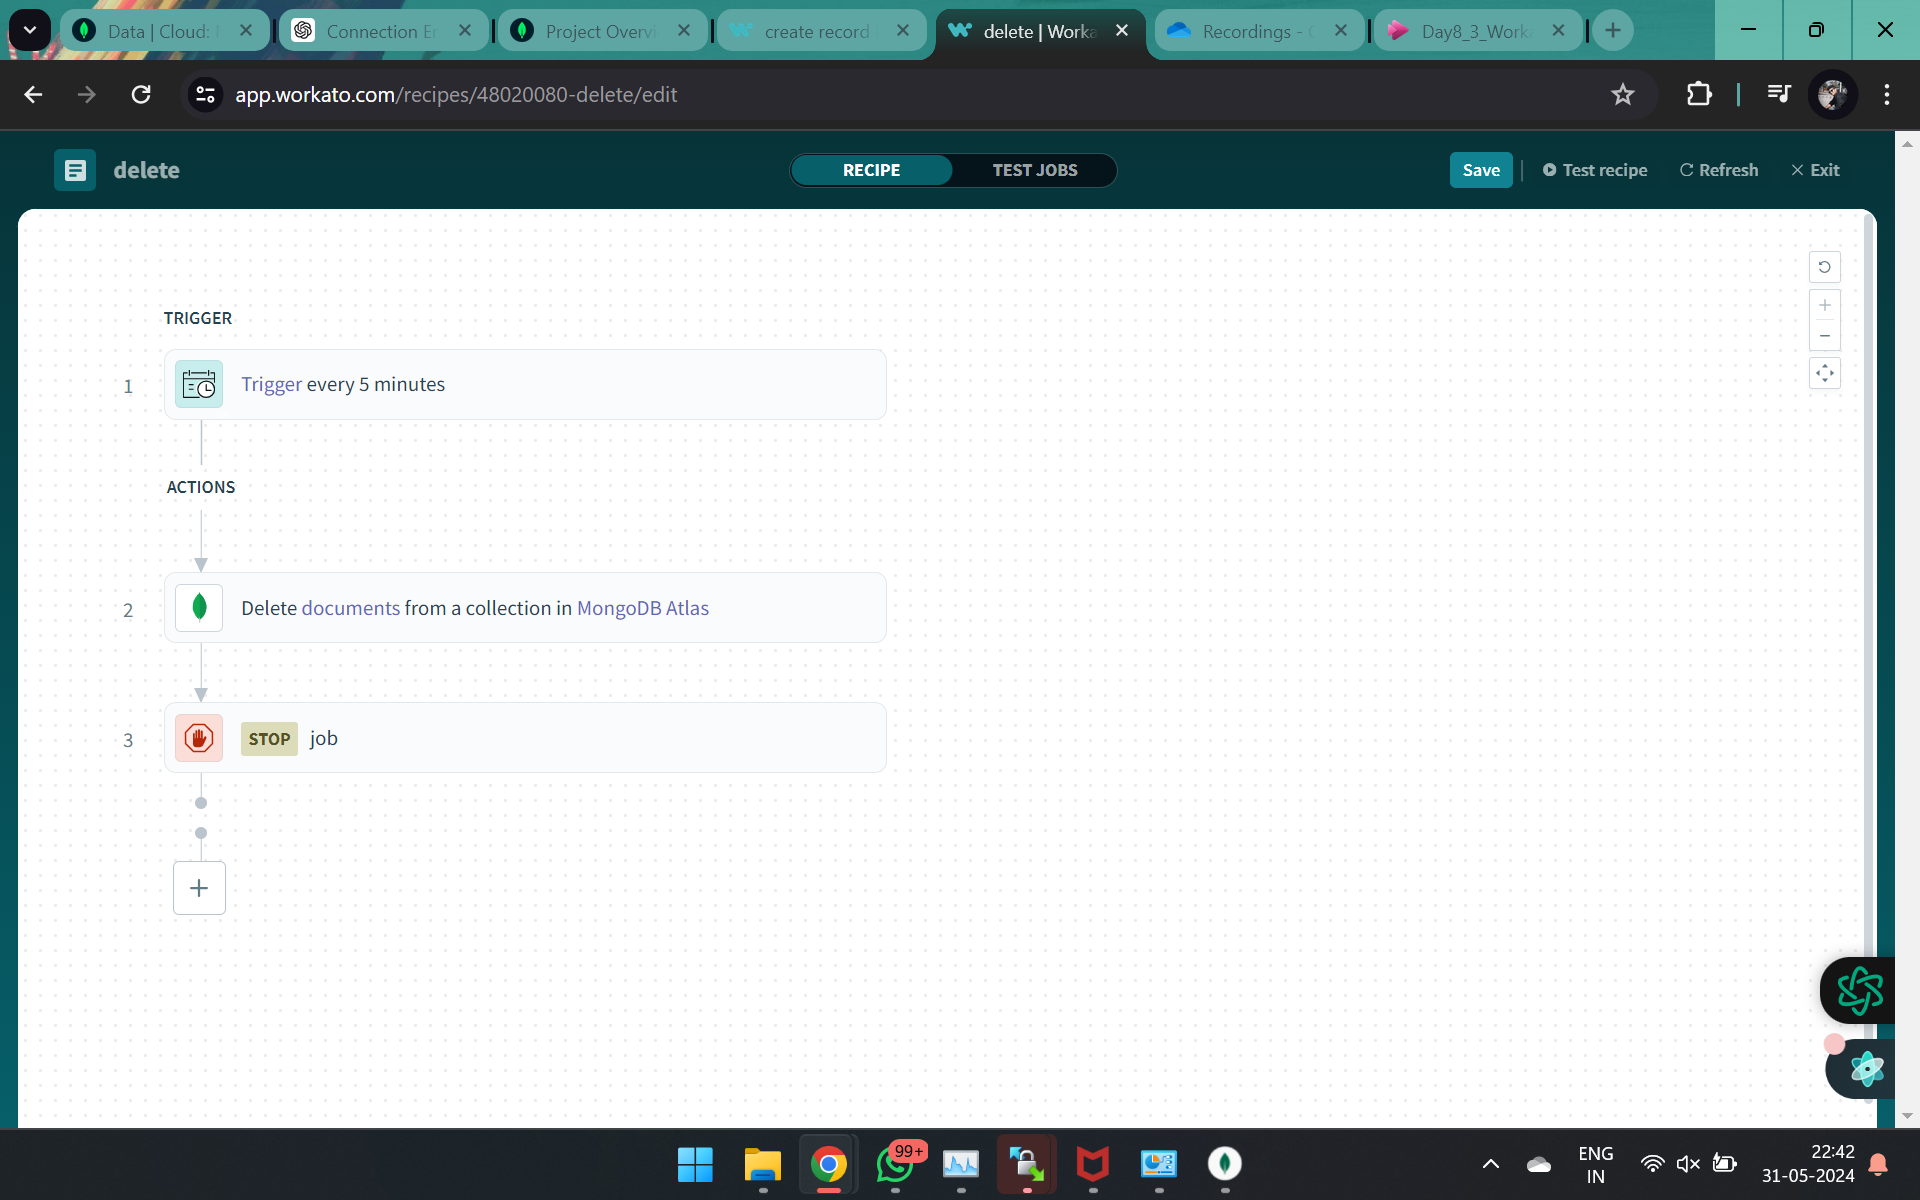 Data | Cloud:
Connection Er
Project Overvi
create record
delete | Worka
Recordings -
Day8_3_Work
app.workato.com/recipes/48020080-delete/edit
delete
RECIPE
TEST JOBS
Save
Test recipe
Refresh
Exit
TRIGGER
1
Trigger every 5 minutes
ACTIONS
2
Delete documents from a collection in MongoDB Atlas
3
STOP job
99+
ENG
IN
22:42
31-05-2024